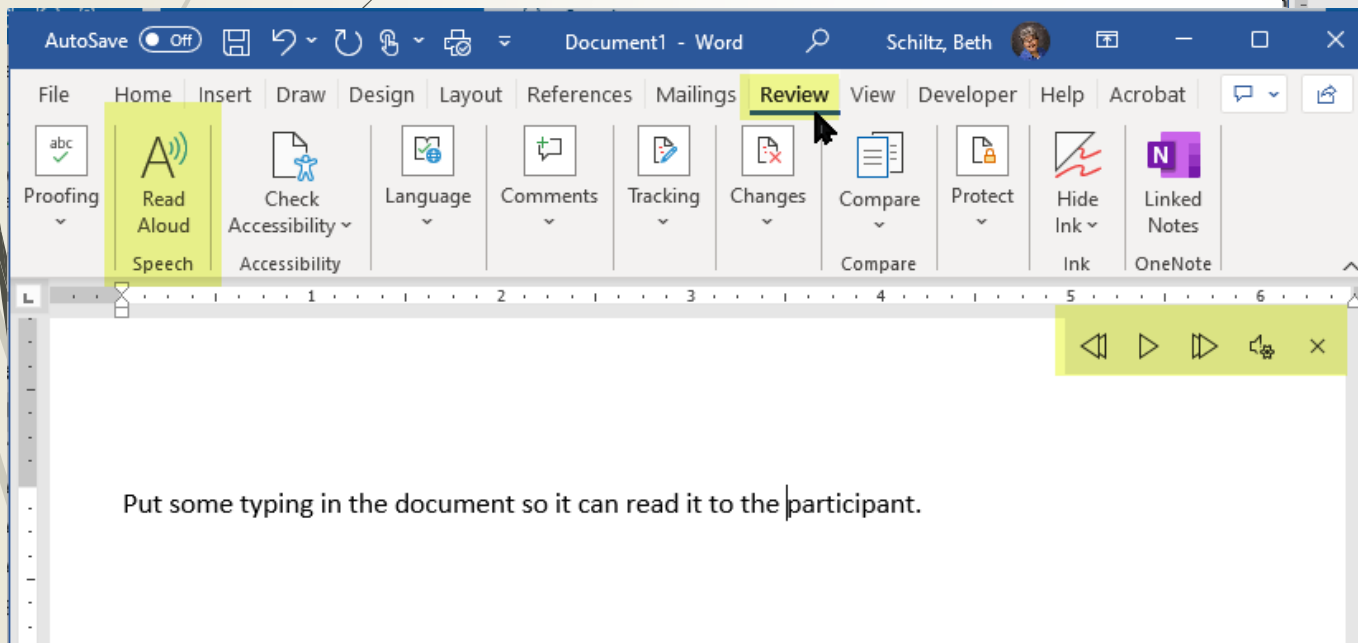 AutoSave Off Document1 - Word Schiltz, Beth
File Home Insert Draw Design Layout References Mailings Review View Developer Help Acrobat
abc
A N
Proofing Read Aloud Check Accessibility Language Comments Tracking Changes Compare Protect Hide Ink Linked Notes
Speech Accessibility Compare Ink OneNote
L 1 2 3 4 5 6
Put some typing in the document so it can read it to the participant.